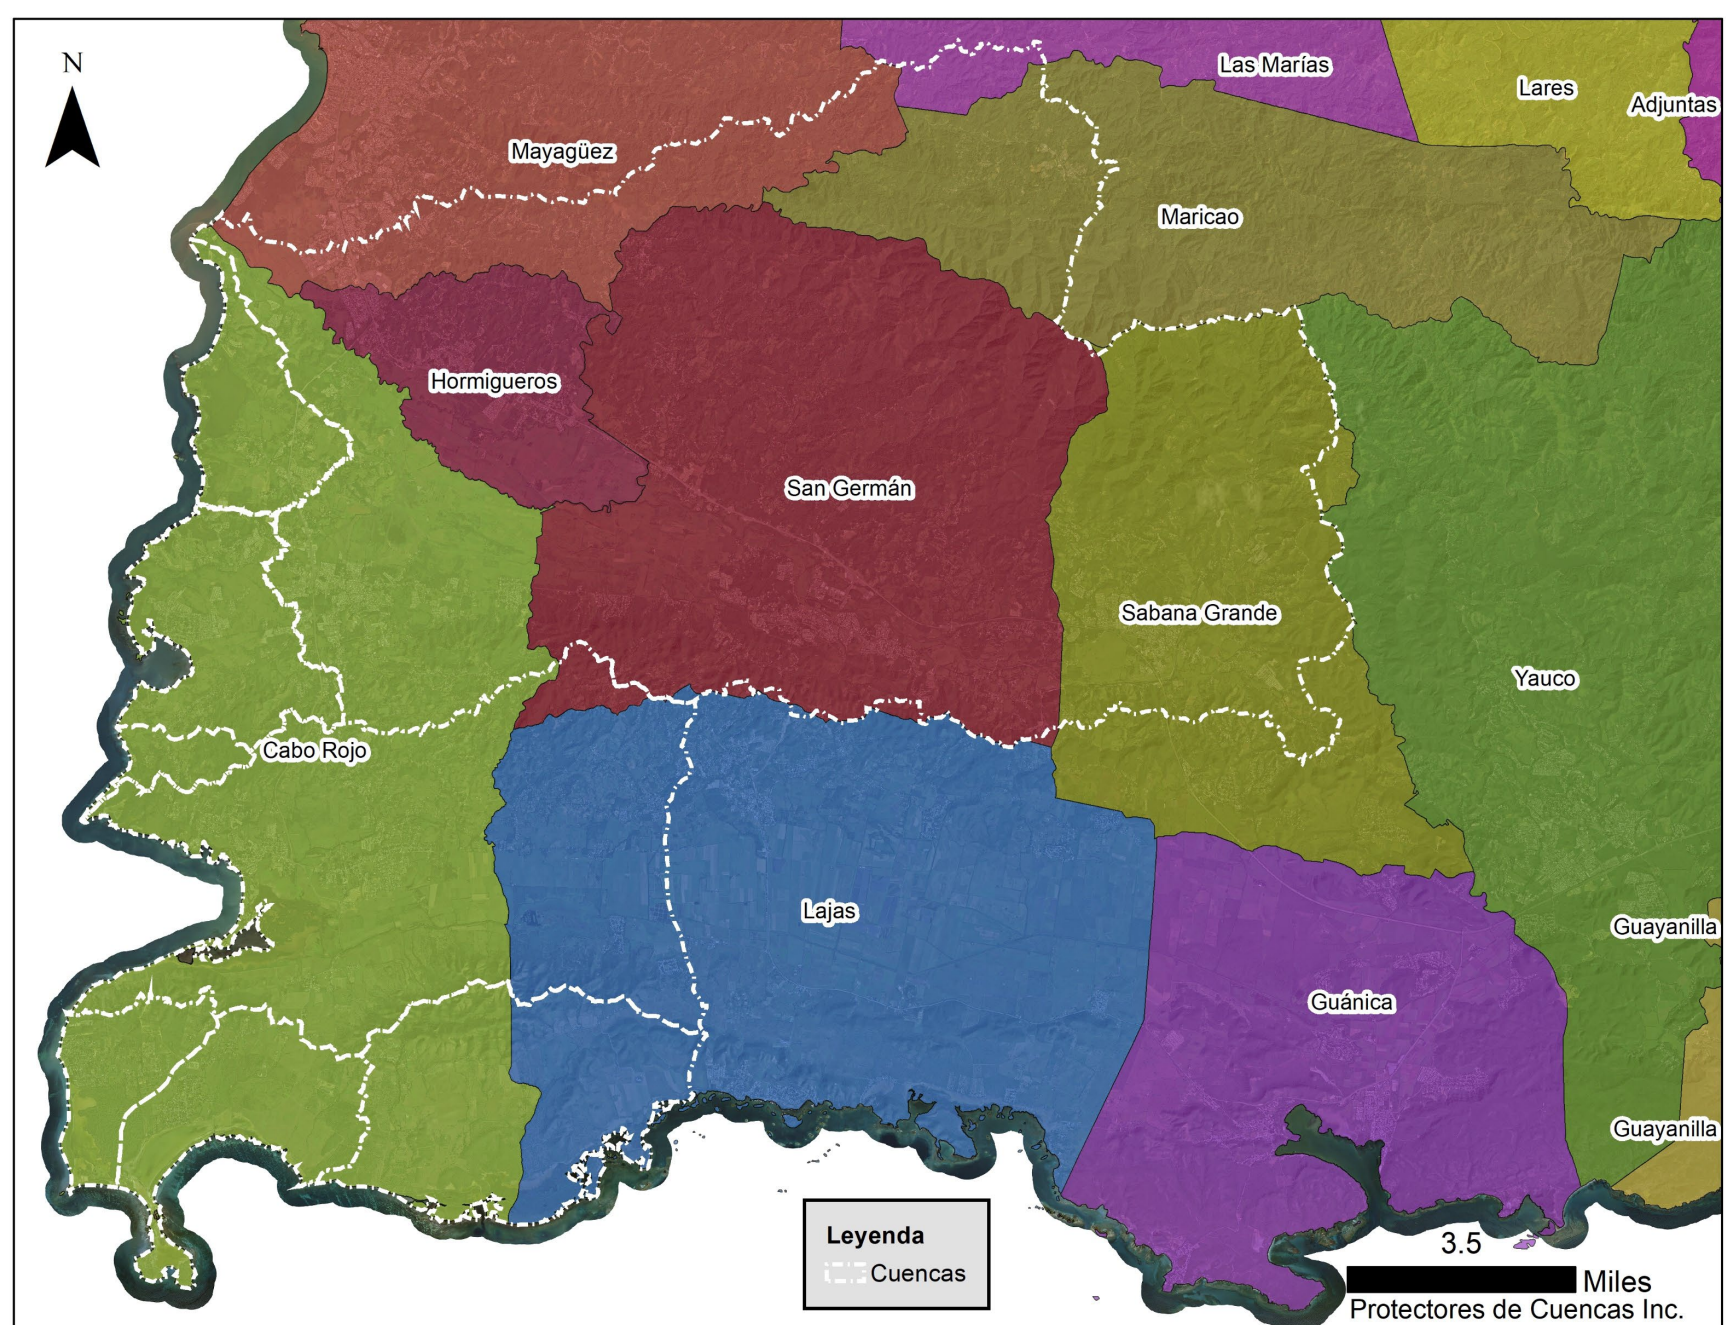 N
Las Marías
Lares
Adjuntas
Mayagüez
Maricao
Hormigueros
San Germán
Sabana Grande
Yauco
Cabo Rojo
Lajas
Guayanilla
Guánica
Guayanilla
Leyenda
Cuencas
3.5
Miles
Protectores de Cuencas Inc.